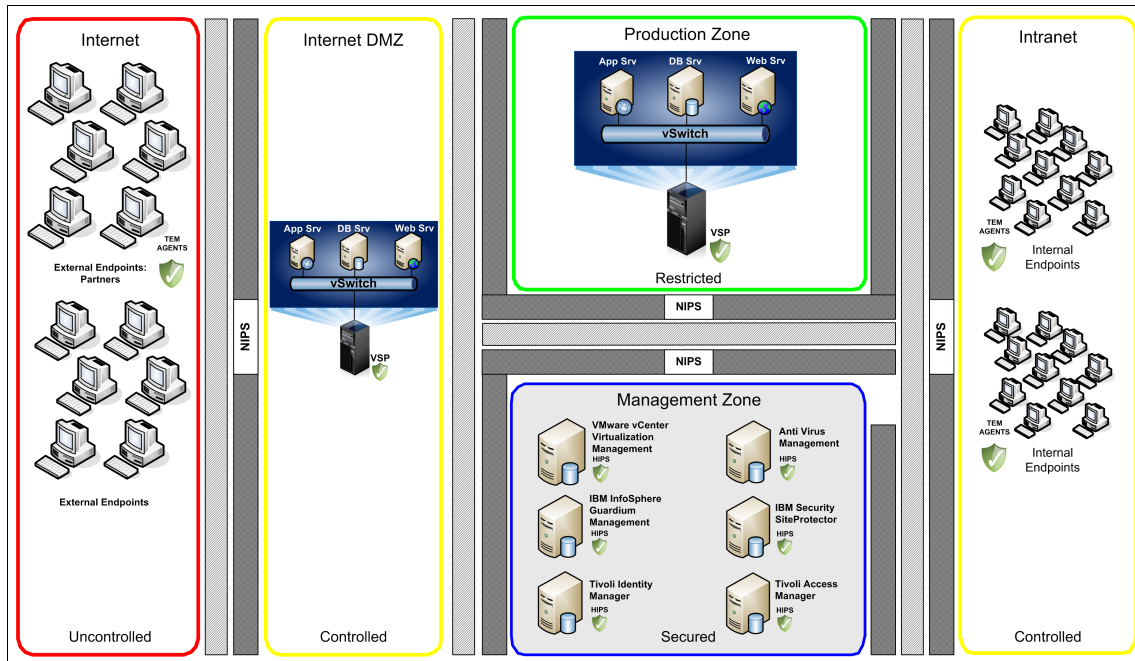 Internet
TEM
AGENTS
External Endpoints:
Partners
External Endpoints
Uncontrolled
NIPS
Internet DMZ
App Srv
DB Srv
Web Srv
vSwitch
VSP
Controlled
Production Zone
App Srv
DB Srv
Web Srv
vSwitch
VSP
Restricted
NIPS
NIPS
Management Zone
VMware vCenter
Virtualization
Management
HIPS
Anti Virus
Management
HIPS
IBM InfoSphere
Guardium
Management
HIPS
IBM Security
SiteProtector
HIPS
Tivoli Identity
Manager
HIPS
Tivoli Access
Manager
HIPS
Secured
NIPS
Intranet
TEM
AGENTS
Internal
Endpoints
TEM
AGENTS
Internal
Endpoints
Controlled